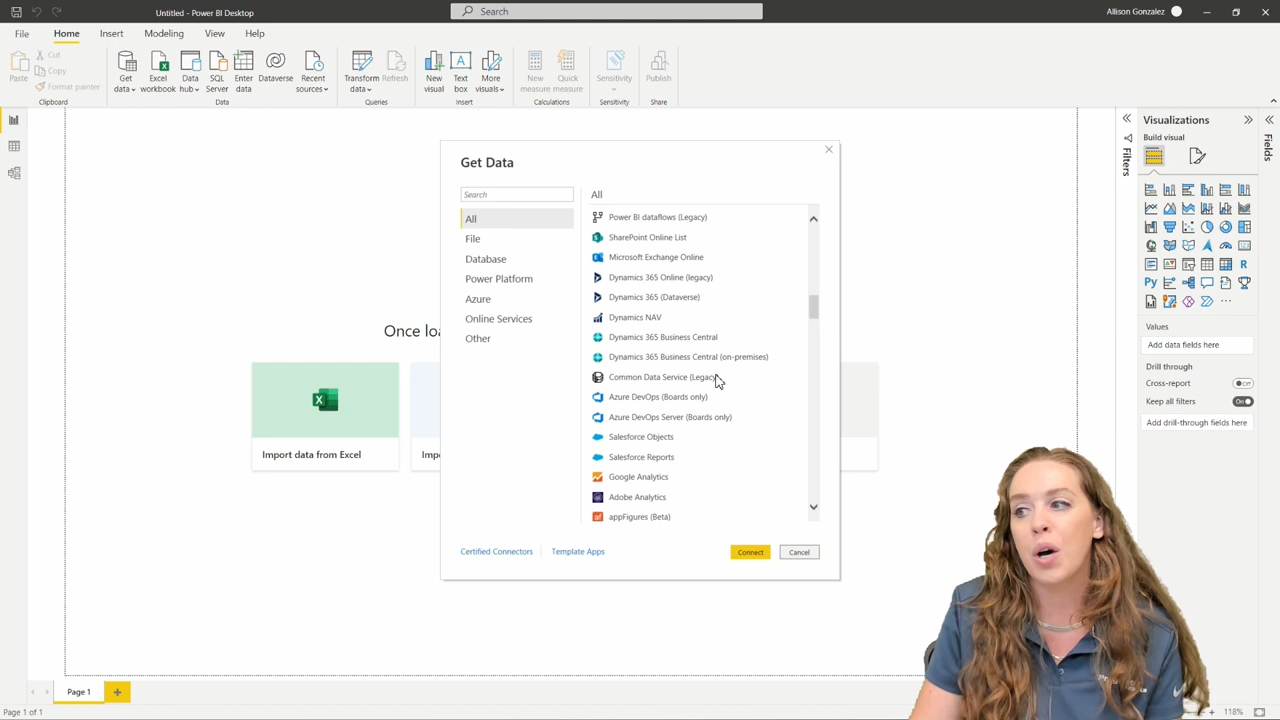 Untitled - Power BI Desktop
Search
Allison Gonzalez
File Home Insert Modeling View Help
Paste
Cut
Copy
Format painter
Clipboard
Get data
Excel workbook
Data hub
SQL Server
Enter data
Dataverse
Recent sources
Data
Transform data
Refresh
Queries
New visual
Text box
More visuals
Insert
New measure
Quick measure
Calculations
Sensitivity
Sensitivity
Publish
Share
Once
Import data from Excel
Get Data
Search
All
File
Database
Power Platform
Azure
Online Services
Other
All
Power BI dataflows (Legacy)
SharePoint Online List
Microsoft Exchange Online
Dynamics 365 Online (legacy)
Dynamics 365 (Dataverse)
Dynamics NAV
Dynamics 365 Business Central
Dynamics 365 Business Central (on-premises)
Common Data Service (Legacy
Azure DevOps (Boards only)
Azure DevOps Server (Boards only)
Salesforce Objects
Salesforce Reports
Google Analytics
Adobe Analytics
appFigures (Beta)
Certified Connectors
Template Apps
Connect
Cancel
Filters
Visualizations
Build visual
R
Py
Values
Add data fields here
Drill through
Cross-report
Off
Keep all filters
On
Add drill-through fields here
Fields
Page 1
Page 1 of 1
118%